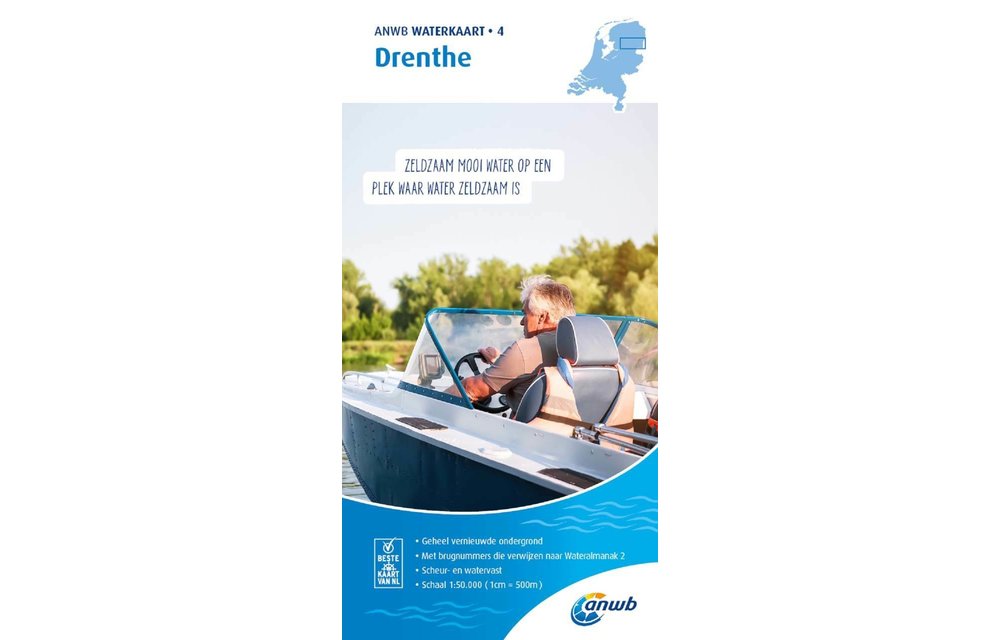 ANWB WATERKAART • 4
Drenthe
ZELDZAAM MOOI WATER OP EEN
PLEK WAAR WATER ZELDZAAM IS
• Geheel vernieuwde ondergrond
• Met brugnummers die verwijzen naar Wateralmanak 2
• Scheur- en watervast
• Schaal 1:50.000 ( 1cm = 500m )
BESTE
KAART
VAN NL
anwb